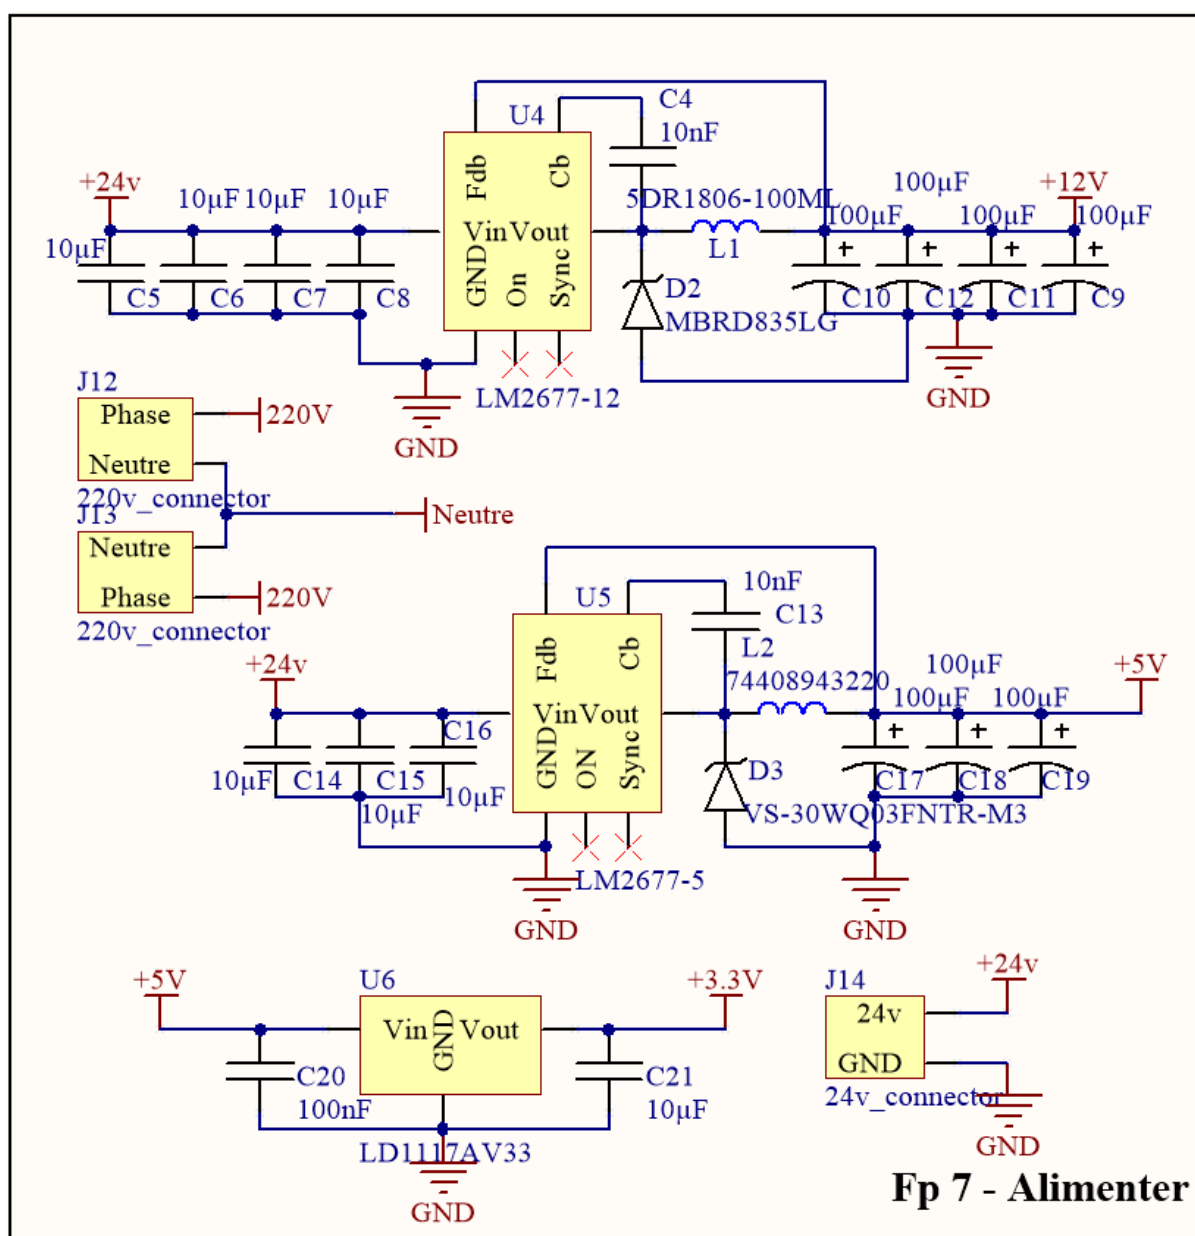 U4
C4
10nF
Fdb
Cb
+24v
10µF
10µF
10µF
5DR1806-100ML
100µF
+12V
10µF
Vin
Vout
100µF
100µF
100µF
L1
C5
C6
C7
C8
GND
On
Sync
D2
MBRD835LG
C10
C12
C11
C9
LM2677-12
GND
GND
J12
Phase
220V
Neutre
220v_connector
J13
Neutre
Neutre
Phase
220V
220v_connector
U5
10nF
C13
Fdb
Cb
L2
+24v
74408943220
100µF
+5V
C16
Vin
Vout
100µF
100µF
10µF
C14
C15
10µF
10µF
GND
ON
Sync
D3
VS-30WQ03FNTR-M3
C17
C18
C19
LM2677-5
GND
GND
+5V
U6
+3.3V
J14
+24v
Vin
GND
Vout
24v
GND
C20
100nF
C21
10µF
24v_connector
LD1117AV33
GND
GND
Fp 7 - Alimenter